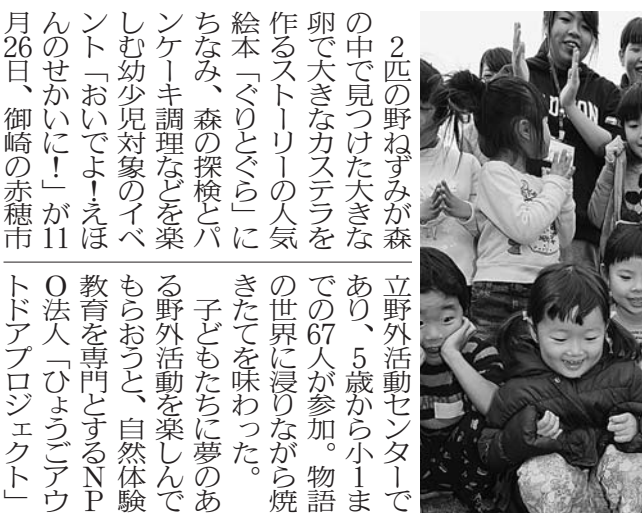 ２匹の野ねずみが森
の中で見つけた大きな
卵で大きなカステラを
作るストーリーの人気
絵本「ぐりとぐら」に
ちなみ、森の探検とパ
ンケーキ調理などを楽
しむ幼少児対象のイベ
ント「おいでよ！えほ
んのせかいに！」が11
月26日、御崎の赤穂市
立野外活動センターで
あり、５歳から小１ま
での67人が参加。物語
の世界に浸りながら焼
きたてを味わった。
子どもたちに夢のあ
る野外活動を楽しんで
もらおうと、自然体験
教育を専門とするＮＰ
Ｏ法人「ひょうごアウ
トドアプロジェクト」